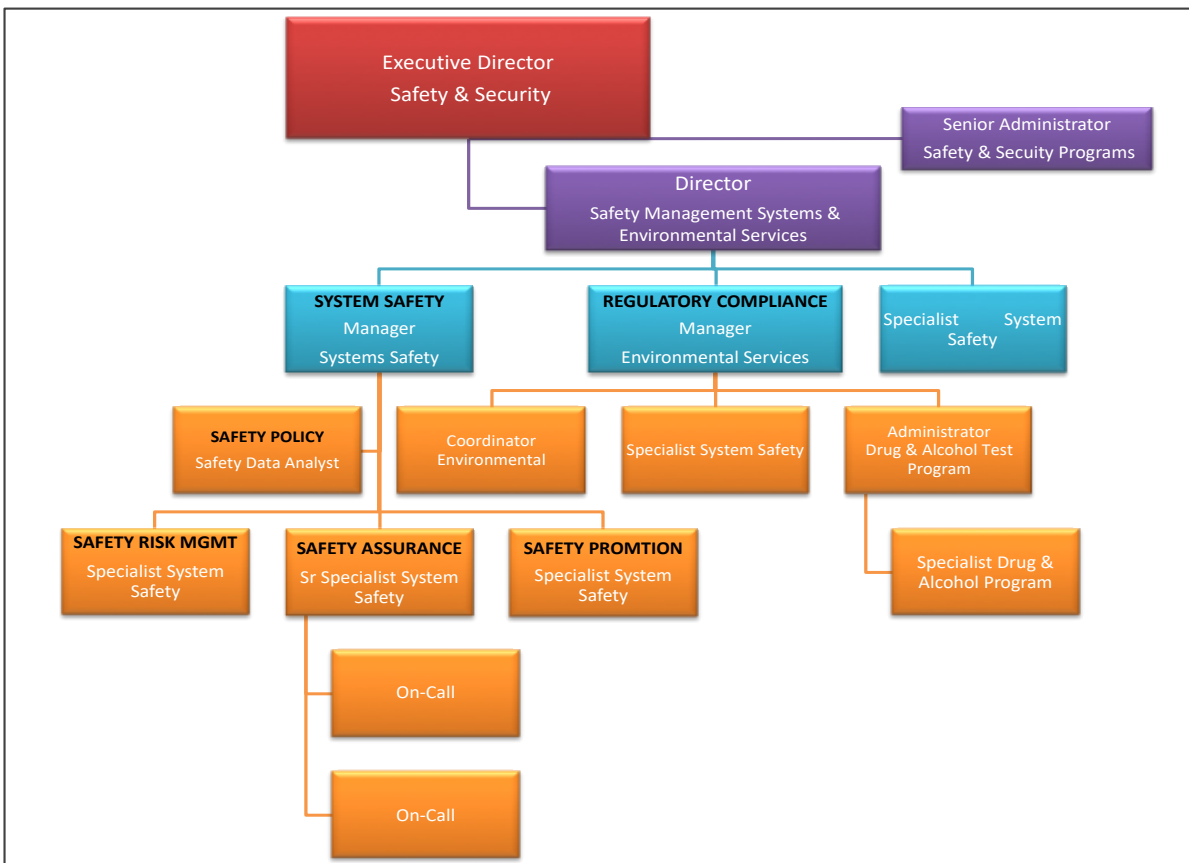 Executive Director
Safety & Security
Senior Administrator
Safety & Secuity Programs
Director
Safety Management Systems &
Environmental Services
SYSTEM SAFETY
Manager
Systems Safety
REGULATORY COMPLIANCE
Manager
Environmental Services
Specialist System
Safety
SAFETY POLICY
Safety Data Analyst
Coordinator
Environmental
Specialist System Safety
Administrator
Drug & Alcohol Test
Program
SAFETY RISK MGMT
Specialist System
Safety
SAFETY ASSURANCE
Sr Specialist System
Safety
SAFETY PROMTION
Specialist System
Safety
Specialist Drug &
Alcohol Program
On-Call
On-Call